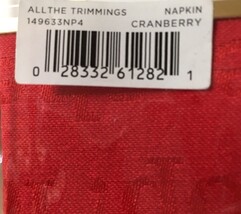 ALLTHE TRIMMINGS NAPKIN
149633NP4 CRANBERRY
0 28332 61282 1